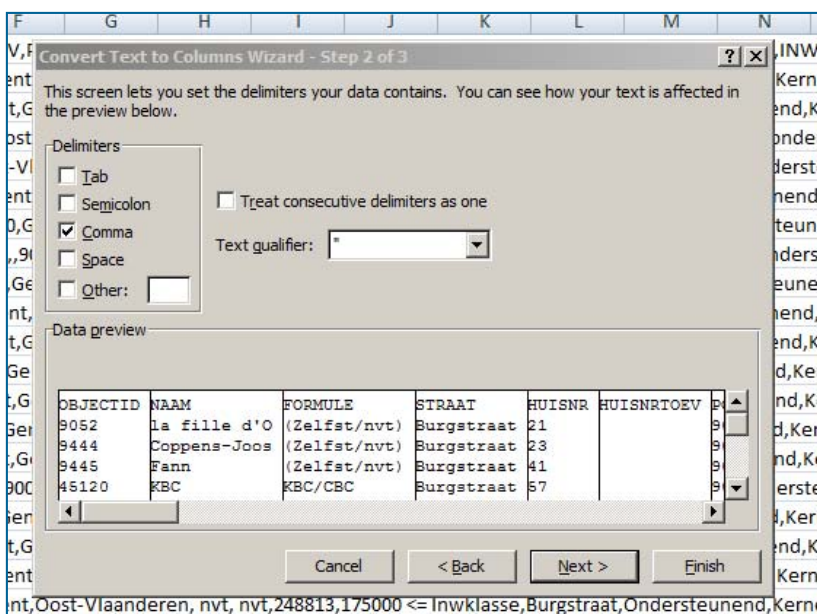 F G H I J K L M N
Convert Text to Columns Wizard - Step 2 of 3
This screen lets you set the delimiters your data contains. You can see how your text is affected in
the preview below.
Delimiters
Tab
Semicolon
Comma
Space
Other:
Treat consecutive delimiters as one
Text qualifier: "
Data preview
OBJECTID NAAM FORMULE STRAAT HUISNR HUISNRTOEV
9052 la fille d'O (Zelfst/nvt) Burgstraat 21
9444 Coppens-Joos (Zelfst/nvt) Burgstraat 23
9445 Fann (Zelfst/nvt) Burgstraat 41
45120 KBC KBC/CBC Burgstraat 57
Cancel < Back Next > Finish
ent,Oost-Vlaanderen, nvt, nvt,248813,175000 <= Inwklasse,Burgstraat,Ondersteunend,Kerne